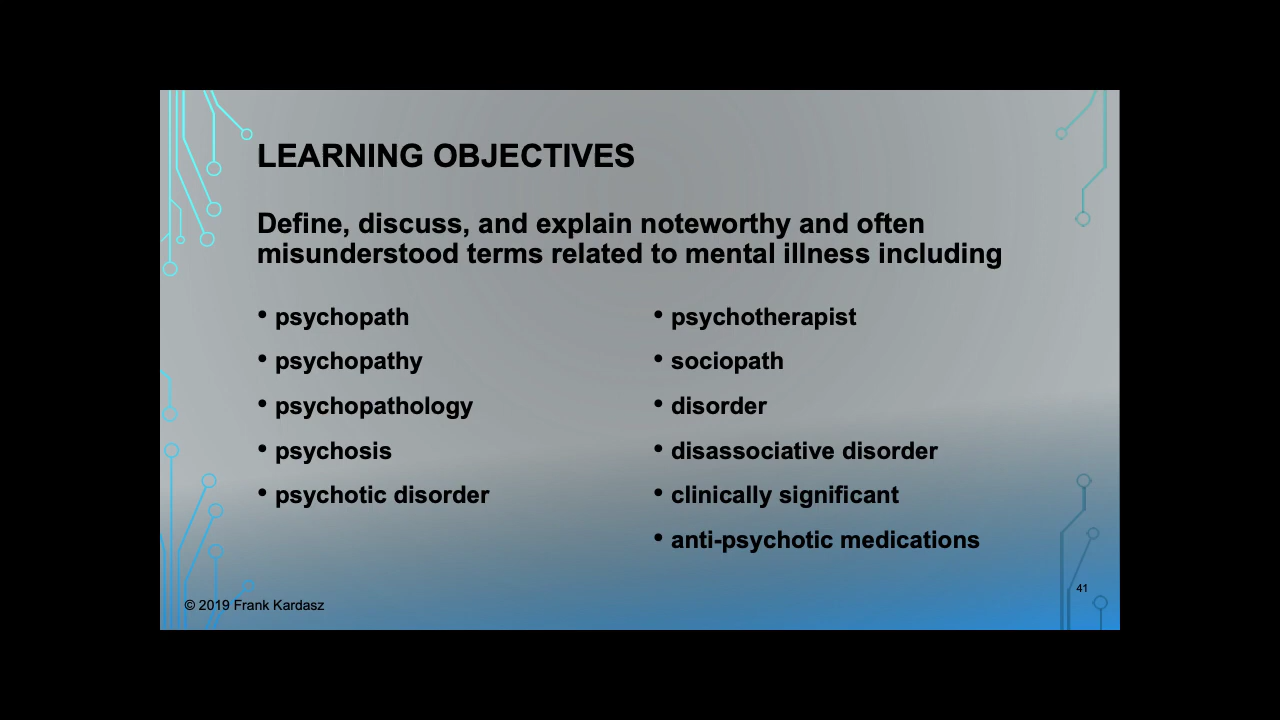 LEARNING OBJECTIVES
Define, discuss, and explain noteworthy and often
misunderstood terms related to mental illness including
• psychopath
• psychopathy
• psychopathology
• psychosis
• psychotic disorder
• psychotherapist
• sociopath
• disorder
• disassociative disorder
• clinically significant
• anti-psychotic medications
© 2019 Frank Kardasz
41